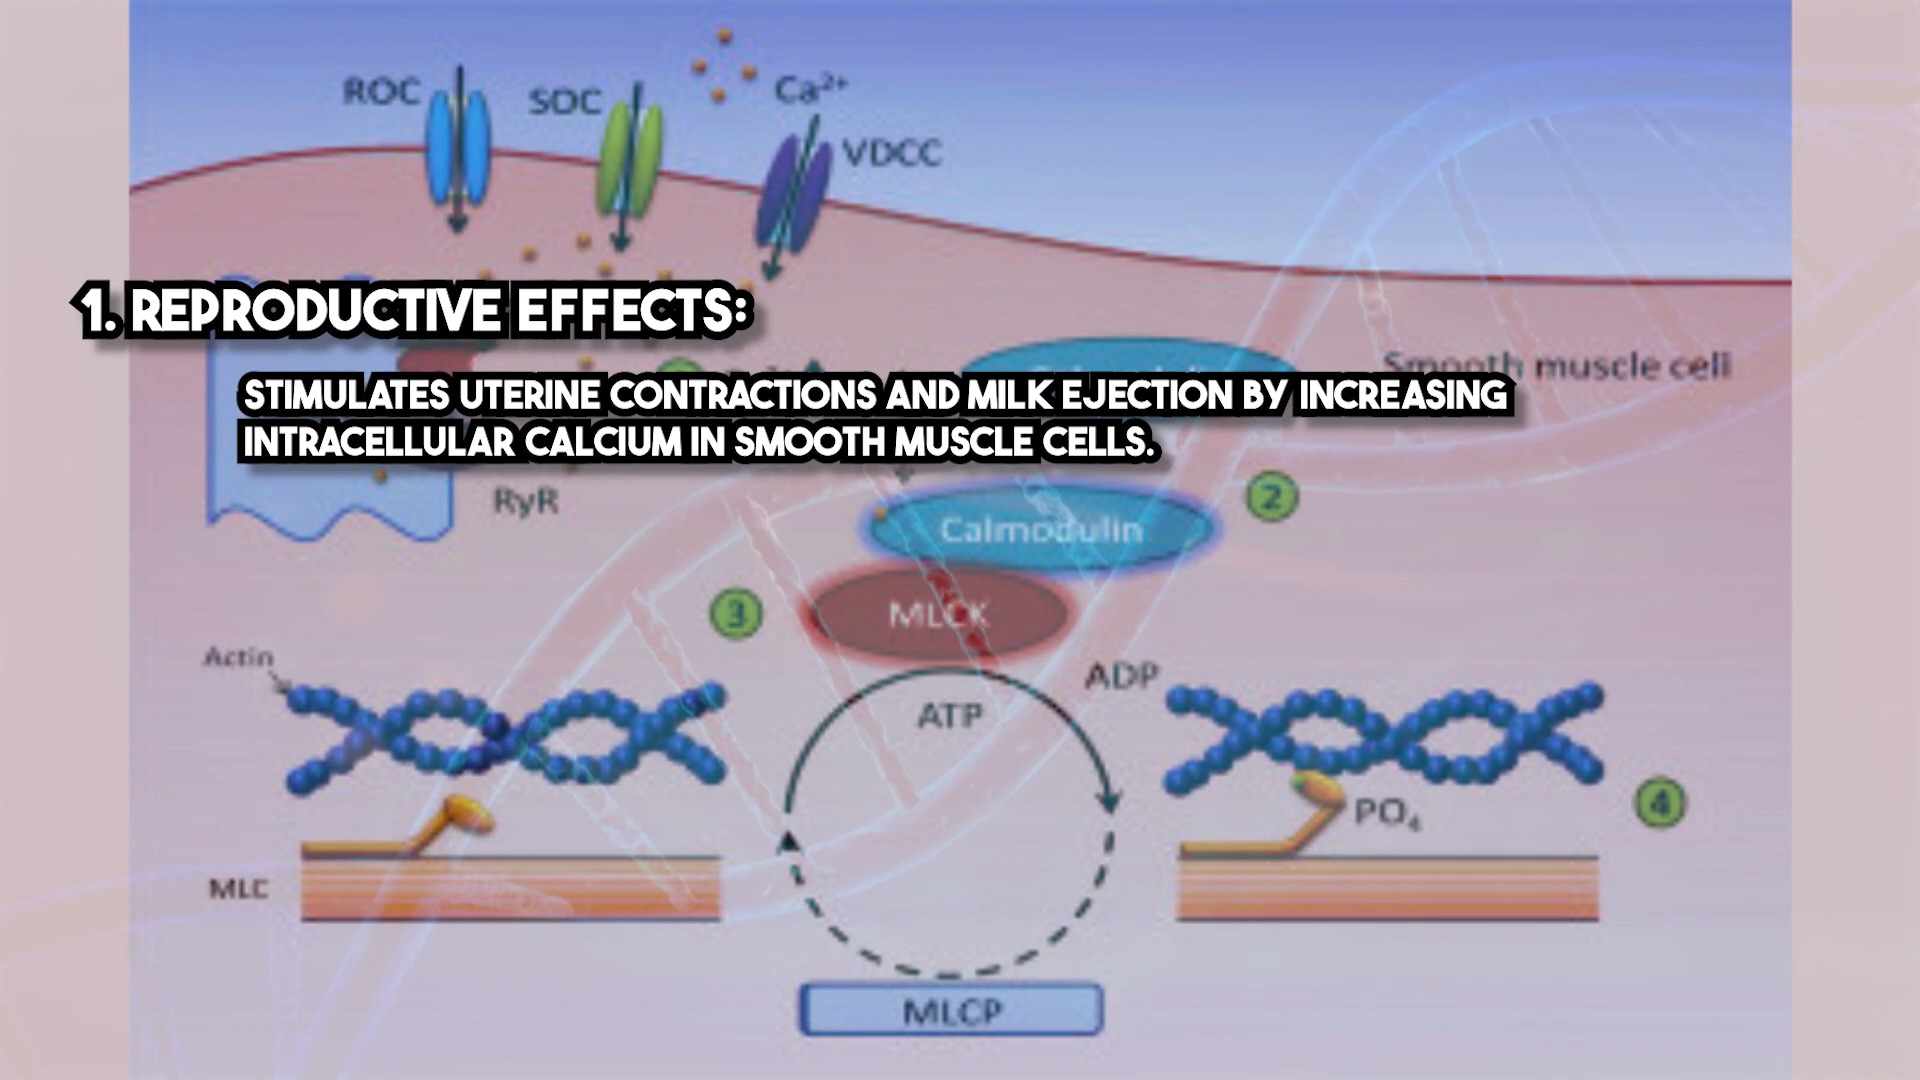 ROC
SOC
Ca²⁺
VDCC
1. REPRODUCTIVE EFFECTS:
Smooth muscle cell
STIMULATES UTERINE CONTRACTIONS AND MILK EJECTION BY INCREASING
INTRACELLULAR CALCIUM IN SMOOTH MUSCLE CELLS.
RyR
2
Calmodulin
3
MLCK
Actin
ADP
ATP
PO₄
4
MLC
MLCP